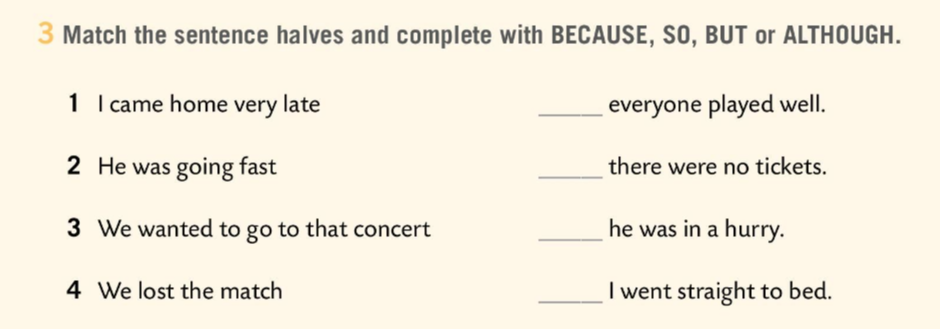 3 Match the sentence halves and complete with BECAUSE, SO, BUT or ALTHOUGH.
1 I came home very late ______ everyone played well.
2 He was going fast ______ there were no tickets.
3 We wanted to go to that concert ______ he was in a hurry.
4 We lost the match ______ I went straight to bed.